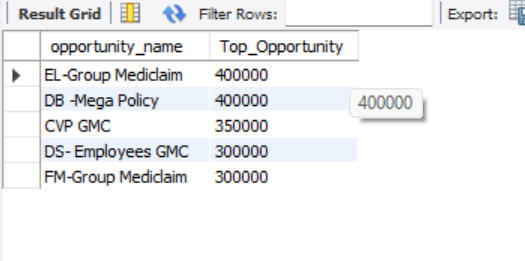 Result Grid Filter Rows: Export:
opportunity_name Top_Opportunity
EL-Group Mediclaim 400000
DB -Mega Policy 400000
400000
CVP GMC 350000
DS- Employees GMC 300000
FM-Group Mediclaim 300000